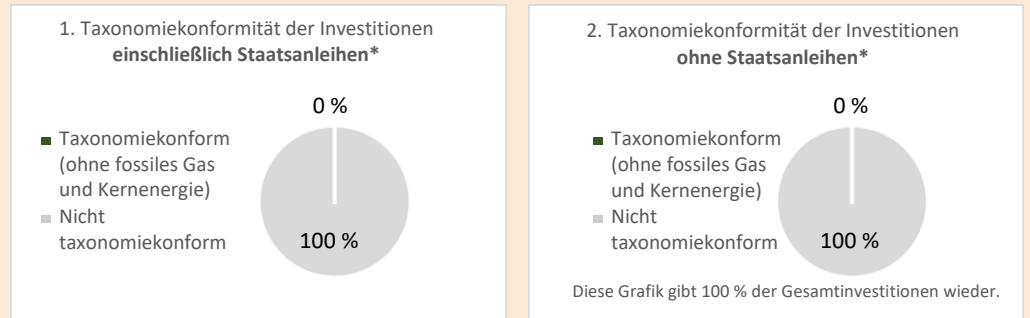 1. Taxonomiekonformität der Investitionen
einschließlich Staatsanleihen*
0 %
Taxonomiekonform
(ohne fossiles Gas
und Kernenergie)
Nicht
taxonomiekonform
100 %
2. Taxonomiekonformität der Investitionen
ohne Staatsanleihen*
0 %
Taxonomiekonform
(ohne fossiles Gas
und Kernenergie)
Nicht
taxonomiekonform
100 %
Diese Grafik gibt 100 % der Gesamtinvestitionen wieder.